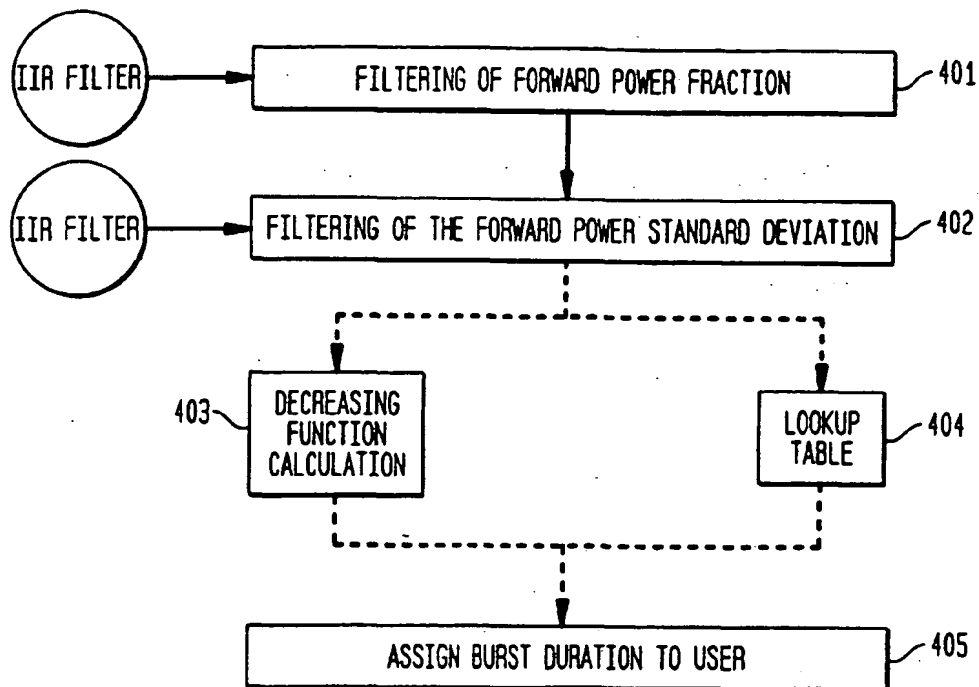 IIR FILTER
FILTERING OF FORWARD POWER FRACTION
401
IIR FILTER
FILTERING OF THE FORWARD POWER STANDARD DEVIATION
402
403
DECREASING
FUNCTION
CALCULATION
LOOKUP
TABLE
404
ASSIGN BURST DURATION TO USER
405